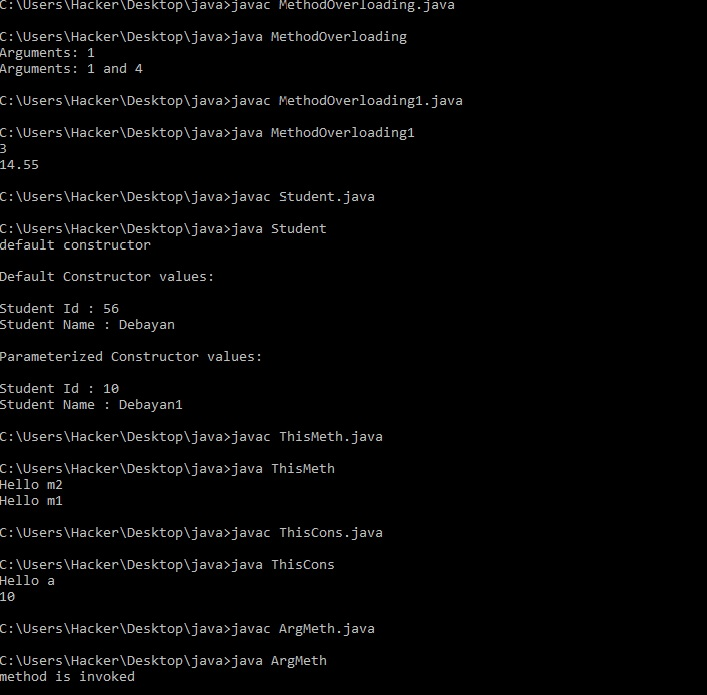 C:\Users\Hacker\Desktop\java>javac MethodOverloading.java
C:\Users\Hacker\Desktop\java>java MethodOverloading
Arguments: 1
Arguments: 1 and 4
C:\Users\Hacker\Desktop\java>javac MethodOverloading1.java
C:\Users\Hacker\Desktop\java>java MethodOverloading1
3
14.55
C:\Users\Hacker\Desktop\java>javac Student.java
C:\Users\Hacker\Desktop\java>java Student
default constructor
Default Constructor values:
Student Id : 56
Student Name : Debayan
Parameterized Constructor values:
Student Id : 10
Student Name : Debayan1
C:\Users\Hacker\Desktop\java>javac ThisMeth.java
C:\Users\Hacker\Desktop\java>java ThisMeth
Hello m2
Hello m1
C:\Users\Hacker\Desktop\java>javac ThisCons.java
C:\Users\Hacker\Desktop\java>java ThisCons
Hello a
10
C:\Users\Hacker\Desktop\java>javac ArgMeth.java
C:\Users\Hacker\Desktop\java>java ArgMeth
method is invoked